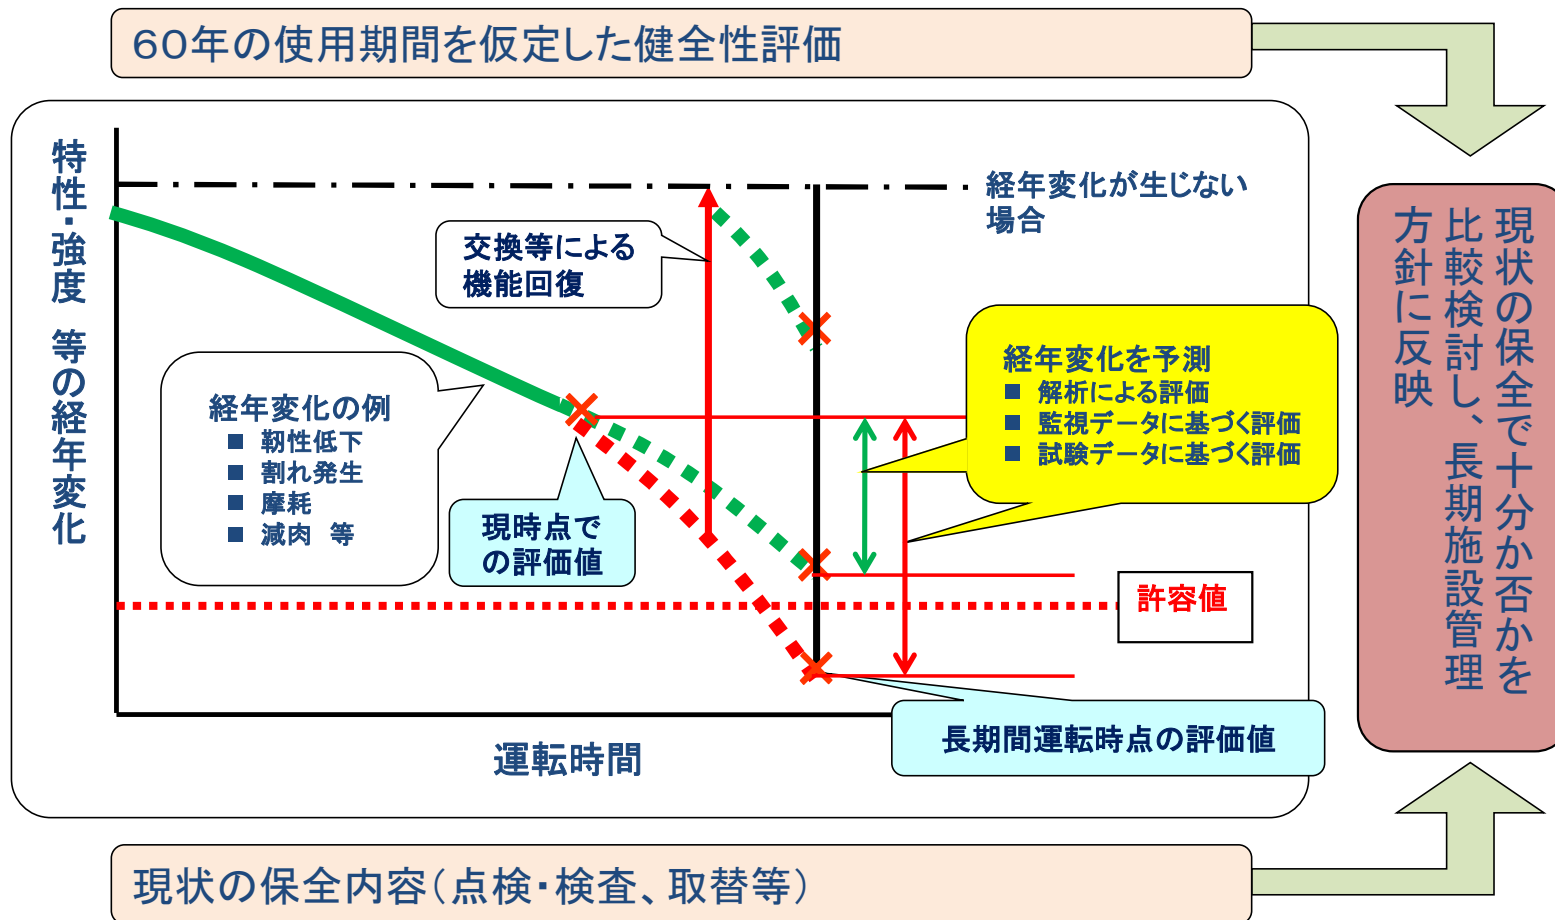 60年の使用期間を仮定した健全性評価
特性・強度 等の経年変化
経年変化が生じない
場合
交換等による
機能回復
経年変化の例
■ 靭性低下
■ 割れ発生
■ 摩耗
■ 減肉 等
現時点で
の評価値
経年変化を予測
■ 解析による評価
■ 監視データに基づく評価
■ 試験データに基づく評価
許容値
長期間運転時点の評価値
運転時間
現状の保全で十分か否かを
比較検討し、長期施設管理
方針に反映
現状の保全内容(点検・検査、取替等)